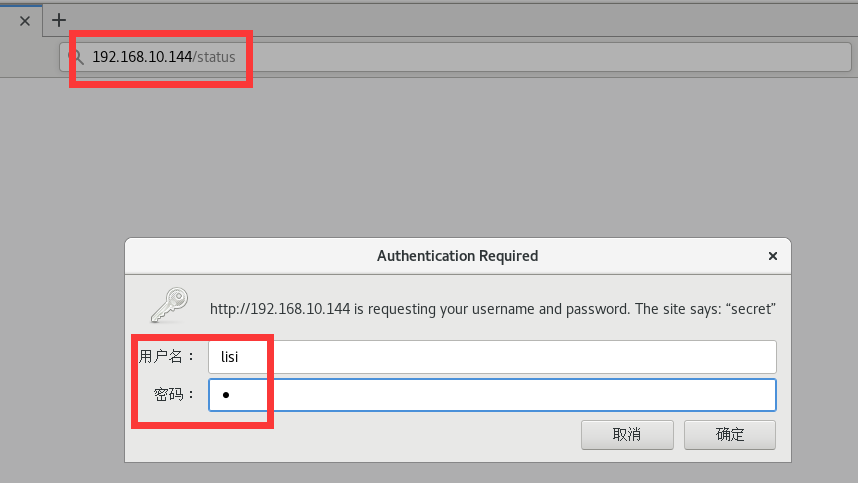 192.168.10.144/status
Authentication Required
http://192.168.10.144 is requesting your username and password. The site says: “secret”
用户名： lisi
密码： •
取消 确定